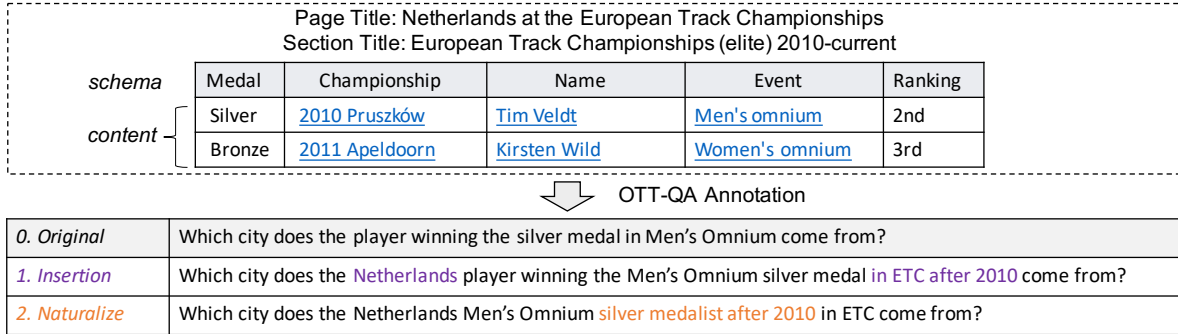 Page Title: Netherlands at the European Track Championships
Section Title: European Track Championships (elite) 2010-current
schema Medal Championship Name Event Ranking
content Silver 2010 Pruszków Tim Veldt Men's omnium 2nd
Bronze 2011 Apeldoorn Kirsten Wild Women's omnium 3rd
OTT-QA Annotation
0. Original Which city does the player winning the silver medal in Men’s Omnium come from?
1. Insertion Which city does the Netherlands player winning the Men’s Omnium silver medal in ETC after 2010 come from?
2. Naturalize Which city does the Netherlands Men’s Omnium silver medalist after 2010 in ETC come from?